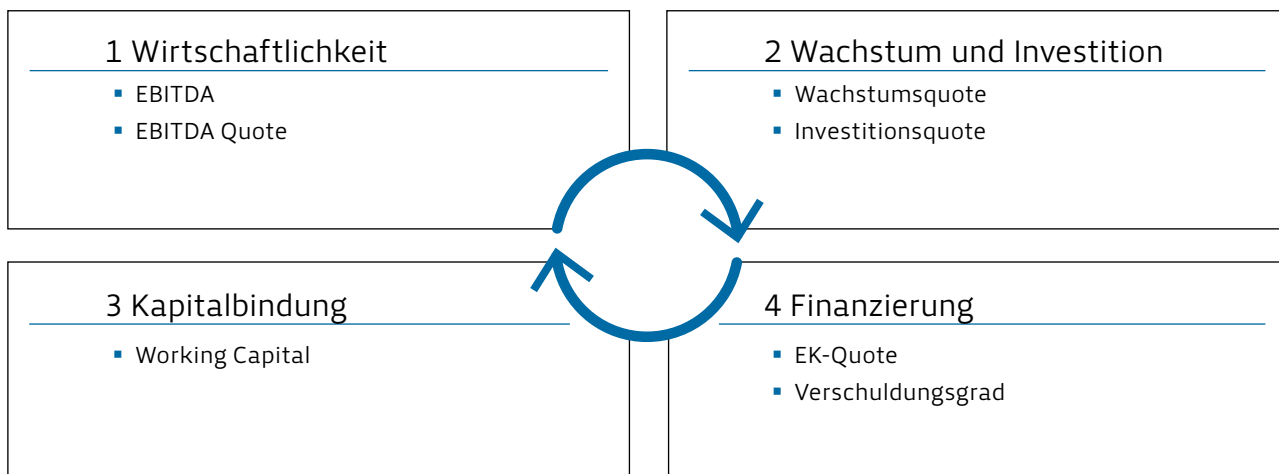 1 Wirtschaftlichkeit
▪ EBITDA
▪ EBITDA Quote
2 Wachstum und Investition
▪ Wachstumsquote
▪ Investitionsquote
3 Kapitalbindung
▪ Working Capital
4 Finanzierung
▪ EK-Quote
▪ Verschuldungsgrad